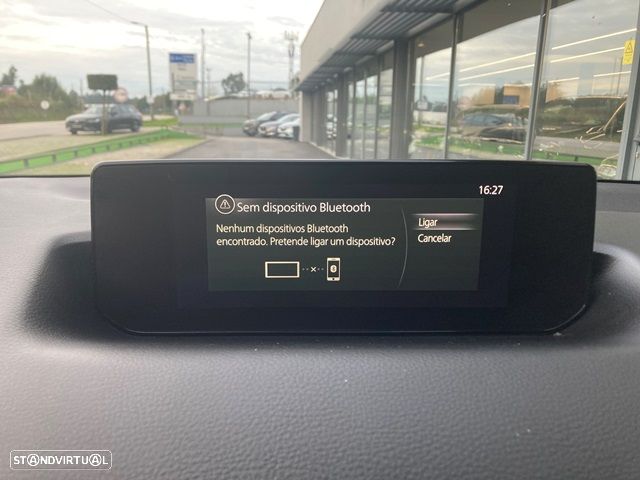 16:27
Sem dispositivo Bluetooth
Nenhum dispositivos Bluetooth
encontrado. Pretende ligar um dispositivo?
Ligar
Cancelar
STANDVIRTUAL